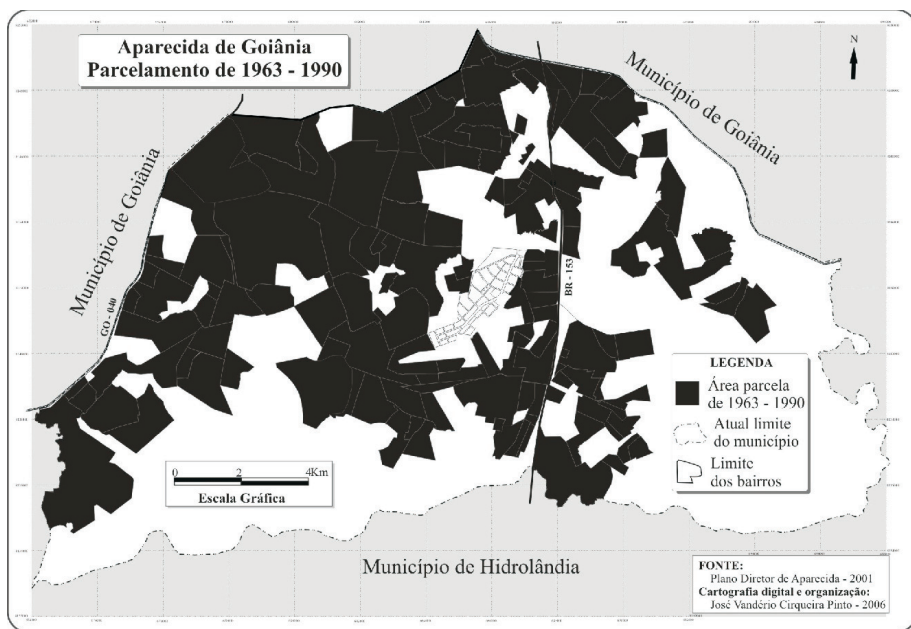 Aparecida de Goiânia
Parcelamento de 1963 - 1990
N
Município de Goiânia
Município de Goiânia
GO - 040
BR - 153
LEGENDA
Área parcela
de 1963 - 1990
Atual limite
do município
Limite
dos bairros
0 2 4Km
Escala Gráfica
Município de Hidrolândia
FONTE:
Plano Diretor de Aparecida - 2001
Cartografia digital e organização:
José Vandério Cirqueira Pinto - 2006